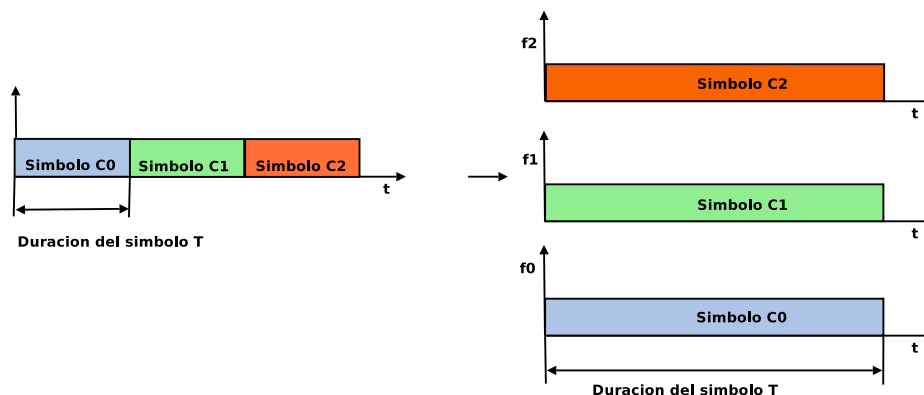 Simbolo C0
Simbolo C1
Simbolo C2
t
Duracion del simbolo T
f2
Simbolo C2
t
f1
Simbolo C1
t
f0
Simbolo C0
t
Duracion del simbolo T